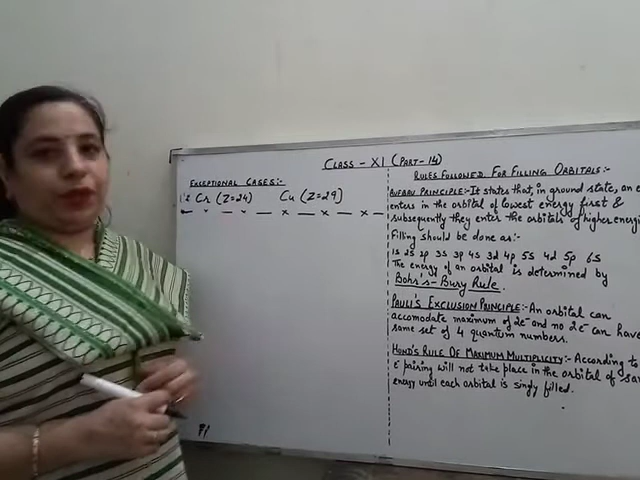 CLASS - XI (PART-14)
EXCEPTIONAL CASES:-
Cr (Z=24) Cu (Z=29)
RULES FOLLOWED FOR FILLING ORBITALS:-
AUFBAU PRINCIPLE:- It states that, in ground state, an e
enters in the orbital of lowest energy first &
subsequently they enter the orbitals of higher energi
Filling should be done as:-
1s 2s 2p 3s 3p 4s 3d 4p 5s 4d 5p 6s
The energy of an orbital is determined by
Bohr's-Bury Rule.
PAULI'S EXCLUSION PRINCIPLE:- An orbital can
accomodate maximum of 2e⁻ and no 2e⁻ can have
same set of 4 quantum numbers.
HUND'S RULE OF MAXIMUM MULTIPLICITY:- According to
e⁻ pairing will not take place in the orbital of sa
energy until each orbital is singly filled.